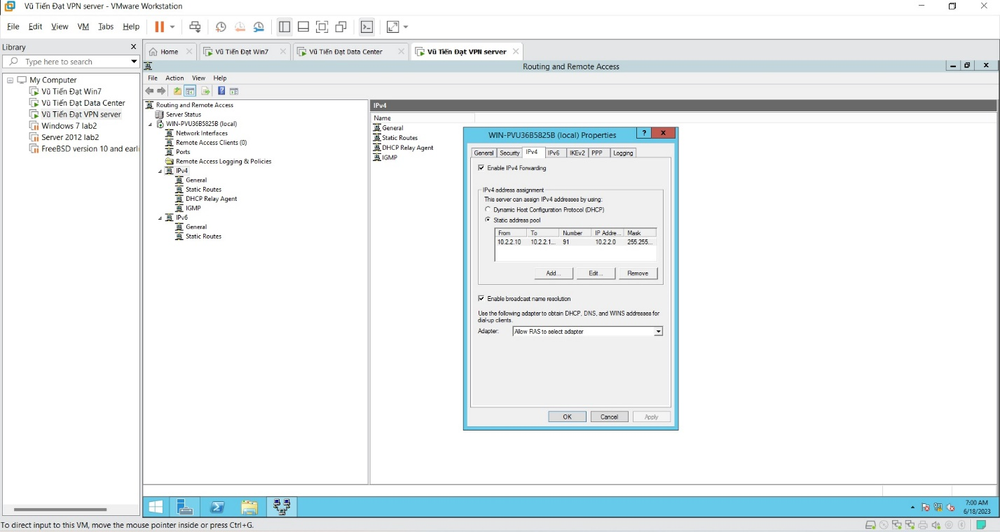 Vũ Tiến Đạt VPN server - VMware Workstation
File Edit View VM Tabs Help
Library X
Type here to search
My Computer
Vũ Tiến Đạt Win7
Vũ Tiến Đạt Data Center
Vũ Tiến Đạt VPN server
Windows 7 lab2
Server 2012 lab2
FreeBSD version 10 and earli
Home
Vũ Tiến Đạt Win7
Vũ Tiến Đạt Data Center
Vũ Tiến Đạt VPN server
Routing and Remote Access
File Action View Help
Routing and Remote Access
Server Status
WIN-PVU36B5825B (local)
Network Interfaces
Remote Access Clients (0)
Ports
Remote Access Logging & Policies
IPv4
General
Static Routes
DHCP Relay Agent
IGMP
IPv6
General
Static Routes
IPv4
Name
General
Static Routes
DHCP Relay Agent
IGMP
WIN-PVU36B5825B (local) Properties ? x
General Security IPv4 IPv6 IKEv2 PPP Logging
Enable IPv4 Forwarding
IPv4 address assignment
This server can assign IPv4 addresses by using:
Dynamic Host Configuration Protocol (DHCP)
Static address pool
From To Number IP Addre... Mask
10.2.2.10 10.2.2.1... 91 10.2.2.0 255.255...
Add... Edit... Remove
Enable broadcast name resolution
Use the following adapter to obtain DHCP, DNS, and WINS addresses for
dial-up clients.
Adapter: Allow RAS to select adapter
OK Cancel Apply
7:00 AM
6/18/2023
To direct input to this VM, move the mouse pointer inside or press Ctrl+G.